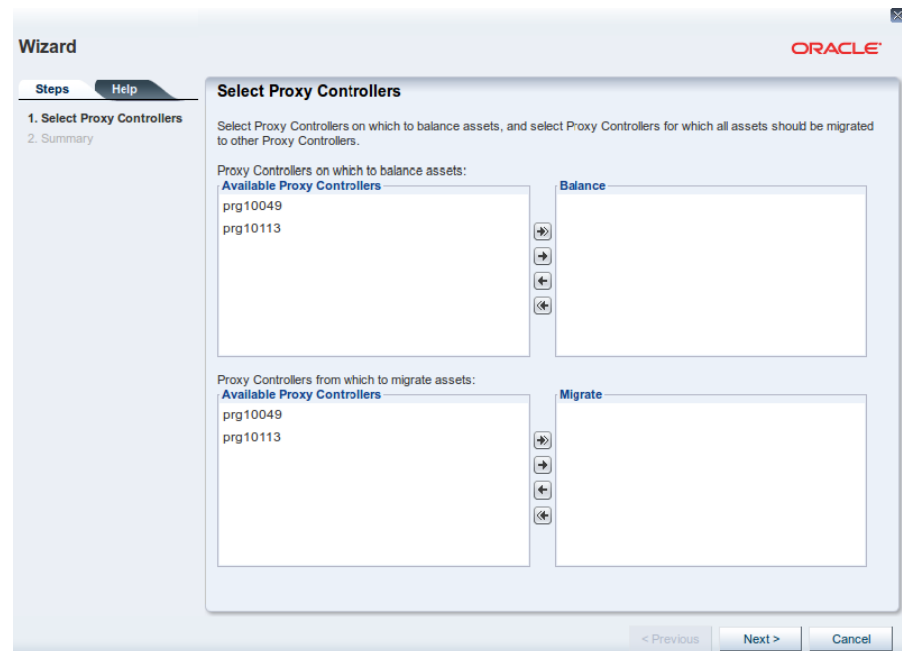 Wizard
ORACLE
Steps
Help
1. Select Proxy Controllers
2. Summary
Select Proxy Controllers
Select Proxy Controllers on which to balance assets, and select Proxy Controllers for which all assets should be migrated
to other Proxy Controllers.
Proxy Controllers on which to balance assets:
Available Proxy Controllers
prg10049
prg10113
Balance
Proxy Controllers from which to migrate assets:
Available Proxy Controllers
prg10049
prg10113
Migrate
< Previous
Next >
Cancel